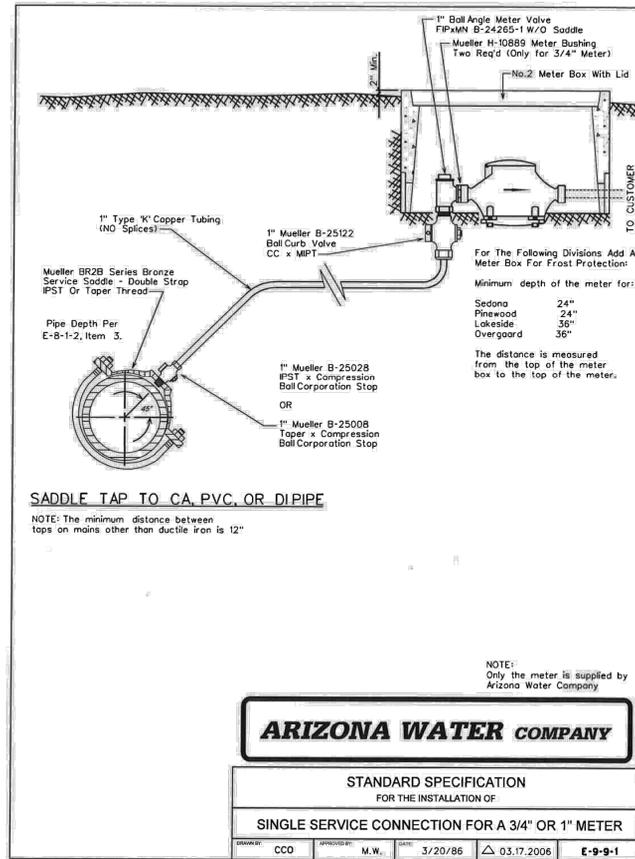 1" Ball Angle Meter Valve
FIPxMN B-24265-1 W/O Saddle
Mueller H-10889 Meter Bushing
Two Req'd (Only for 3/4" Meter)
2" Min.
No.2 Meter Box With Lid
TO CUSTOMER
1" Type 'K' Copper Tubing
(NO Splices)
1" Mueller B-25122
Ball Curb Valve
CC x MIPT
Mueller BR2B Series Bronze
Service Saddle - Double Strap
IPST Or Taper Thread
Pipe Depth Per
E-8-1-2, Item 3.
For The Following Divisions Add A
Meter Box For Frost Protection:
Minimum depth of the meter for:
Sedona 24"
Pinewood 24"
Lakeside 36"
Overgaard 36"
The distance is measured
from the top of the meter
box to the top of the meter.
45°
1" Mueller B-25028
IPST x Compression
Ball Corporation Stop
OR
1" Mueller B-25008
Taper x Compression
Ball Corporation Stop
SADDLE TAP TO CA, PVC, OR DI PIPE
NOTE: The minimum distance between
taps on mains other than ductile iron is 12"
NOTE:
Only the meter is supplied by
Arizona Water Company
ARIZONA WATER COMPANY
STANDARD SPECIFICATION
FOR THE INSTALLATION OF
SINGLE SERVICE CONNECTION FOR A 3/4" OR 1" METER
DRAWN BY: CCO APPROVED BY: M.W. DATE: 3/20/86 △ 03.17.2006 E-9-9-1